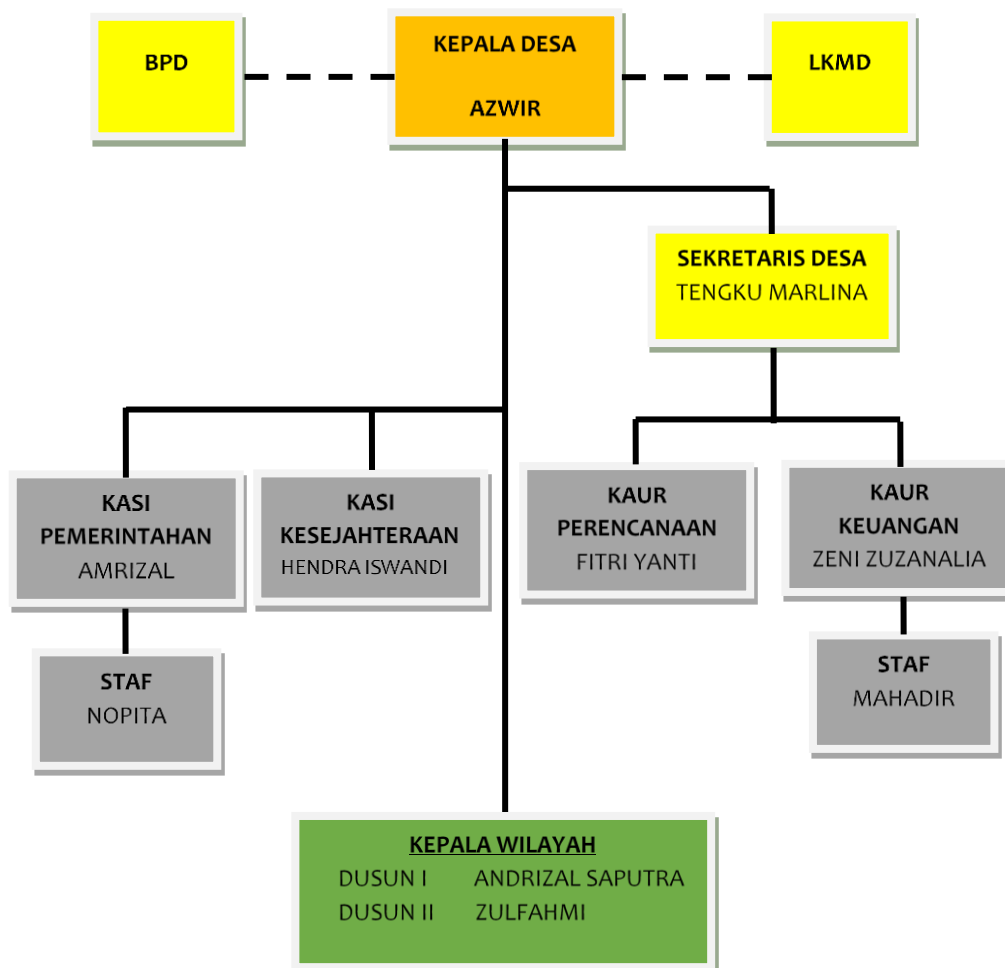 BPD
KEPALA DESA
AZWIR
LKMD
SEKRETARIS DESA
TENGKU MARLINA
KASI
PEMERINTAHAN
AMRIZAL
KASI
KESEJAHTERAAN
HENDRA ISWANDI
KAUR
PERENCANAAN
FITRI YANTI
KAUR
KEUANGAN
ZENI ZUZANALIA
STAF
NOPITA
STAF
MAHADIR
KEPALA WILAYAH
DUSUN I ANDRIZAL SAPUTRA
DUSUN II ZULFAHMI